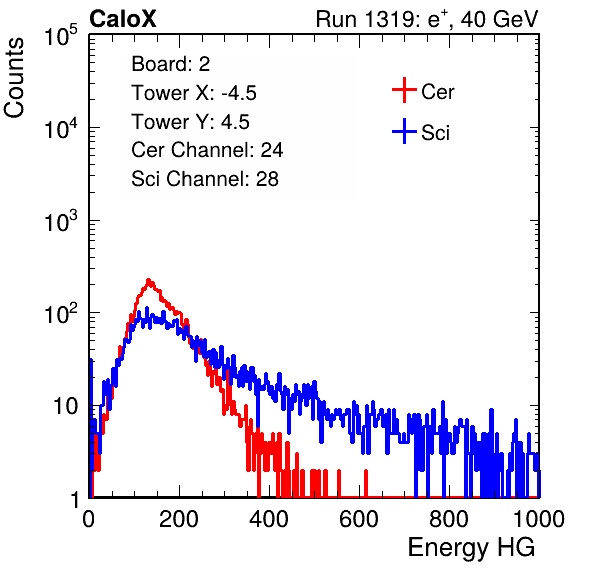 CaloX Run 1319: e⁺, 40 GeV
Counts
10⁵
10⁴
10³
10²
10
1
Board: 2
Tower X: -4.5
Tower Y: 4.5
Cer Channel: 24
Sci Channel: 28
Cer
Sci
0 200 400 600 800 1000
Energy HG